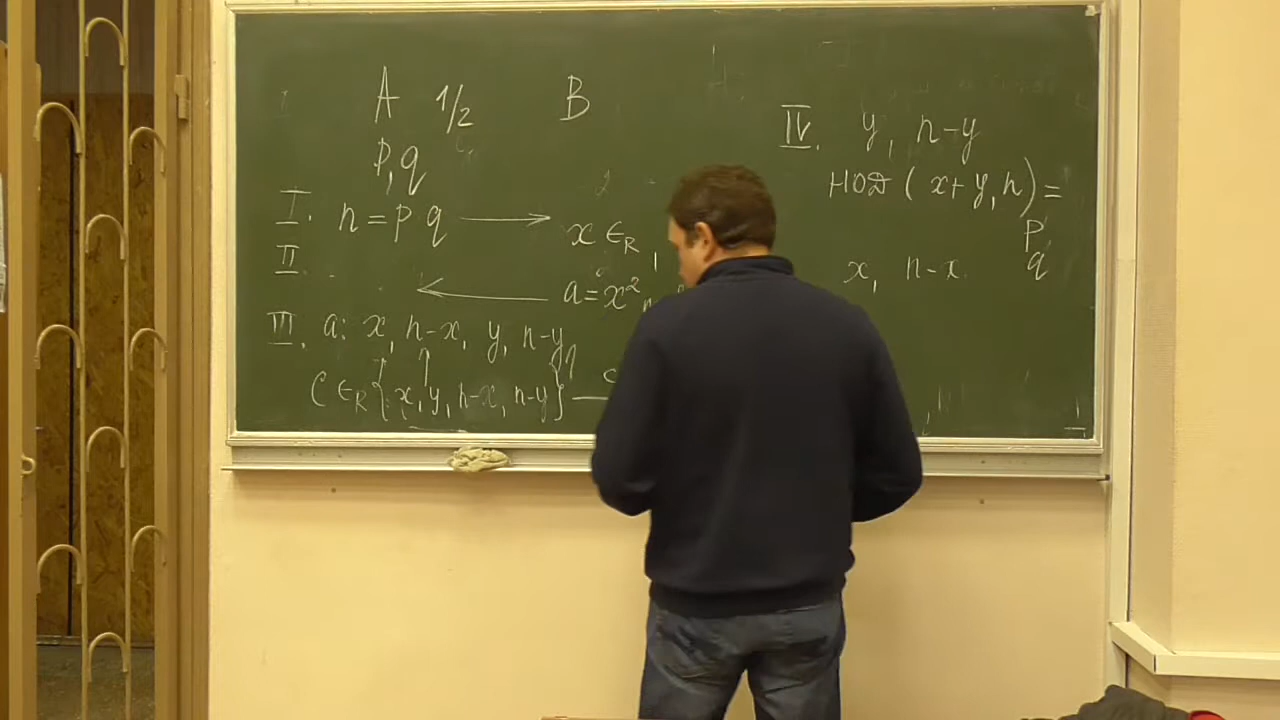 A 1/2 B
p, q
I. n = p q ⟶
x ∈R
II. ..
⟵ a = x²
III. a: x, n-x, y, n-y
C ∈R {x, y, n-x, n-y} — c
IV. y, n-y
НОД (x+y, n) =
p
q
x, n-x